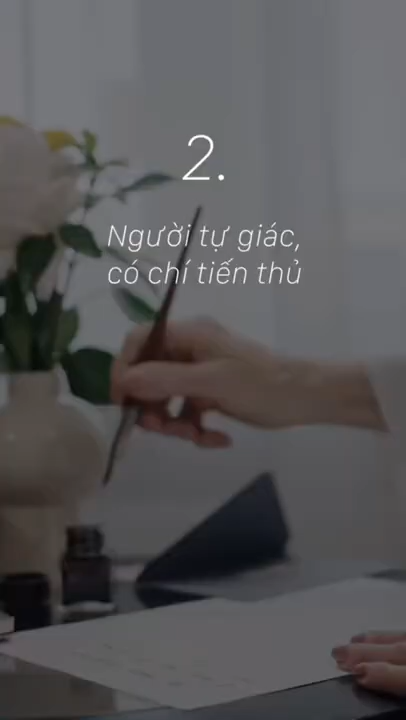 2.
Người tự giác,
có chí tiến thủ